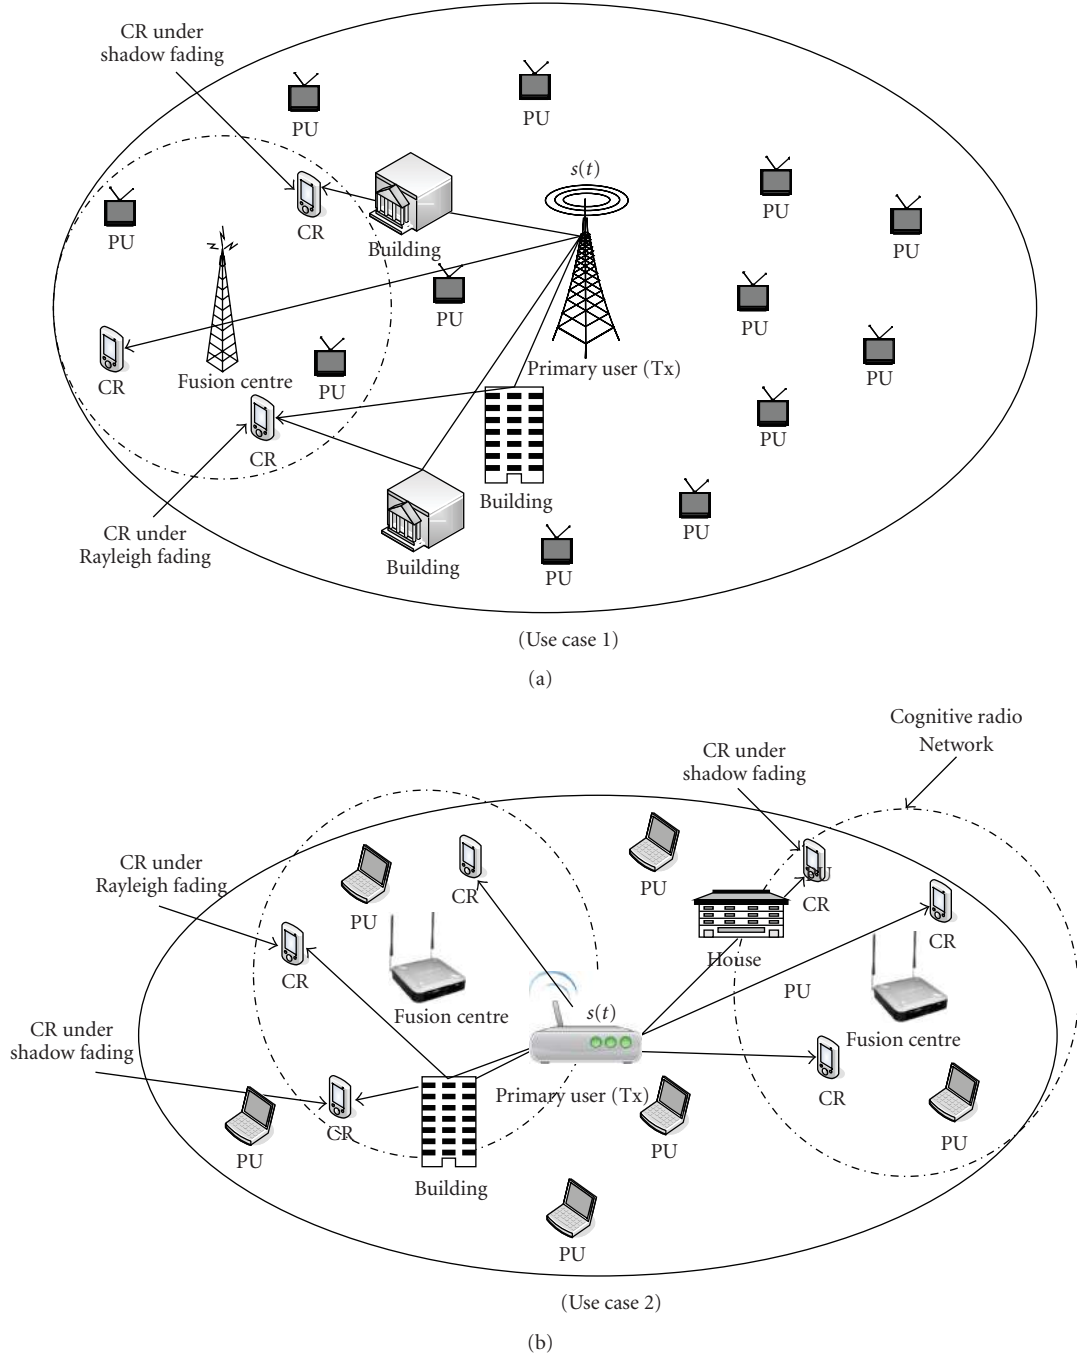 CR under
shadow fading
PU
PU
s(t)
PU
PU
CR
PU
Building
PU
PU
CR
Fusion centre
PU
Primary user (Tx)
PU
PU
CR
Building
PU
CR under
Rayleigh fading
Building
PU
(Use case 1)
(a)
Cognitive radio
Network
CR under
shadow fading
CR under
Rayleigh fading
PU
CR
PU
PU
CR
PU
CR
House
CR
PU
Fusion centre
s(t)
Fusion centre
CR under
shadow fading
Primary user (Tx)
CR
CR
PU
PU
PU
Building
PU
(Use case 2)
(b)